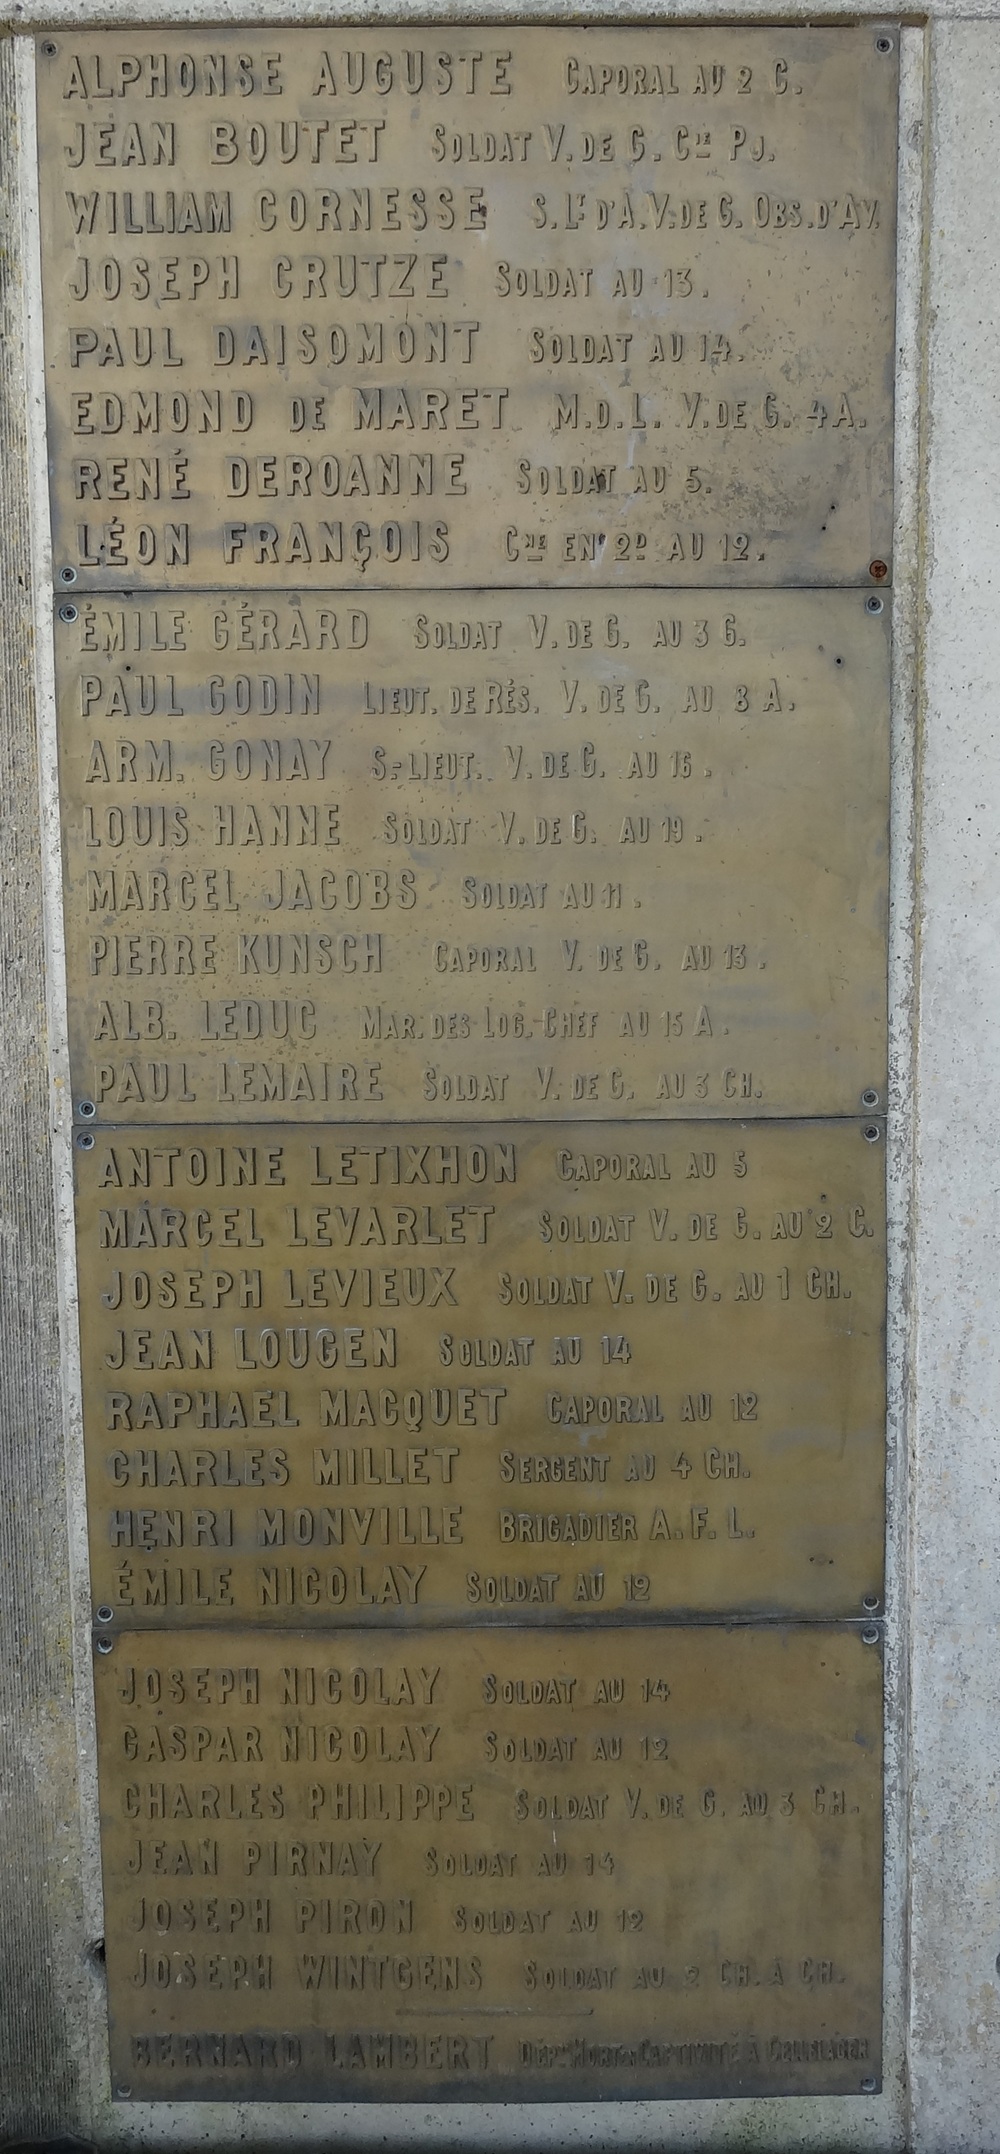 ALPHONSE AUGUSTE CAPORAL AU 2 C.
JEAN BOUTET SOLDAT V. DE G. CIE PJ.
WILLIAM CORNESSE S.LT D'A.V.DE G. OBS.D'AV.
JOSEPH CRUTZE SOLDAT AU 13.
PAUL DAISOMONT SOLDAT AU 14.
EDMOND DE MARET M.D.L. V.DE G. 4A.
RENÉ DEROANNE SOLDAT AU 5.
LÉON FRANÇOIS CNE EN 2D AU 12.
ÉMILE GÉRARD SOLDAT V. DE G. AU 3 G.
PAUL GODIN LIEUT. DE RÉS. V. DE G. AU 8 A.
ARM. GONAY S.-LIEUT. V. DE G. AU 16.
LOUIS HANNE SOLDAT V. DE G. AU 19.
MARCEL JACOBS SOLDAT AU 11.
PIERRE KUNSCH CAPORAL V. DE G. AU 13.
ALB. LEDUC MAR. DES LOG.-CHEF AU 15 A.
PAUL LEMAIRE SOLDAT V. DE G. AU 3 CH.
ANTOINE LETIXHON CAPORAL AU 5
MARCEL LEVARLET SOLDAT V. DE G. AU 2 C.
JOSEPH LEVIEUX SOLDAT V. DE G. AU 1 CH.
JEAN LOUGEN SOLDAT AU 14
RAPHAEL MACQUET CAPORAL AU 12
CHARLES MILLET SERGENT AU 4 CH.
HENRI MONVILLE BRIGADIER A. F. L.
ÉMILE NICOLAY SOLDAT AU 12
JOSEPH NICOLAY SOLDAT AU 14
GASPAR NICOLAY SOLDAT AU 12
CHARLES PHILIPPE SOLDAT V. DE G. AU 3 CH.
JEAN PIRNAY SOLDAT AU 14
JOSEPH PIRON SOLDAT AU 12
JOSEPH WINTGENS SOLDAT AU 2 CH. À CH.
BERNARD LAMBERT MORT EN CAPTIVITÉ À